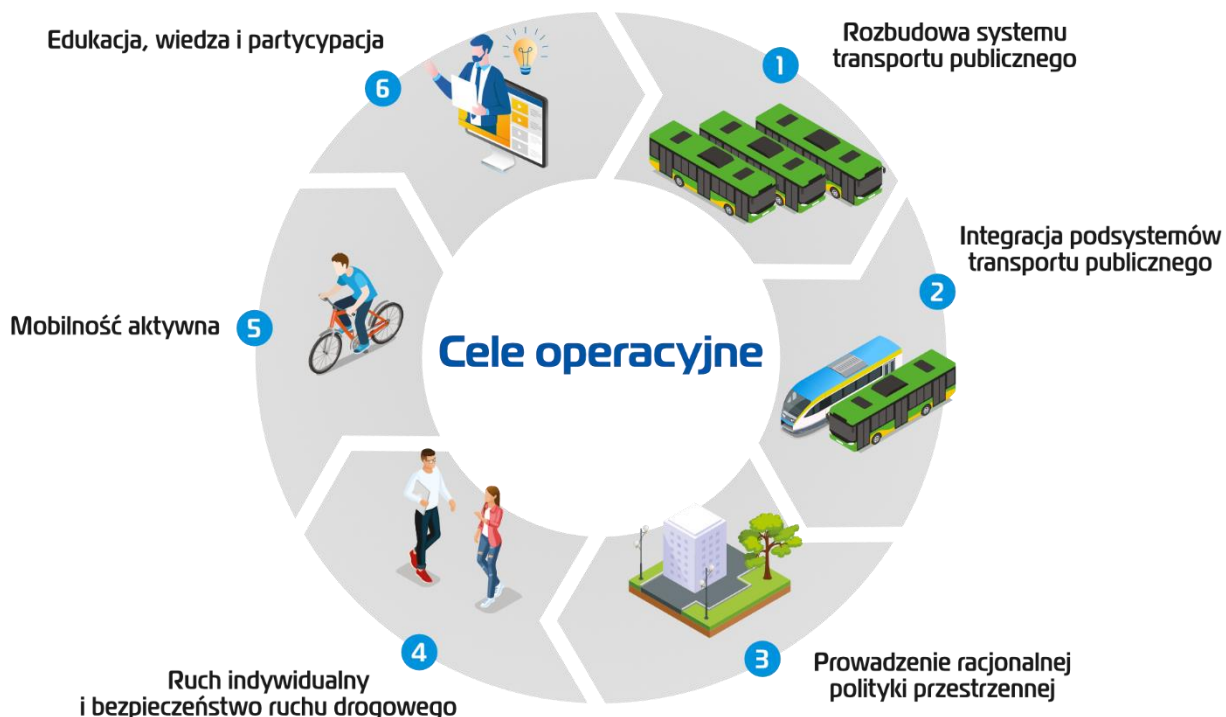 Cele operacyjne
1
Rozbudowa systemu
transportu publicznego
2
Integracja podsystemów
transportu publicznego
3
Prowadzenie racjonalnej
polityki przestrzennej
4
Ruch indywidualny
i bezpieczeństwo ruchu drogowego
5
Mobilność aktywna
6
Edukacja, wiedza i partycypacja